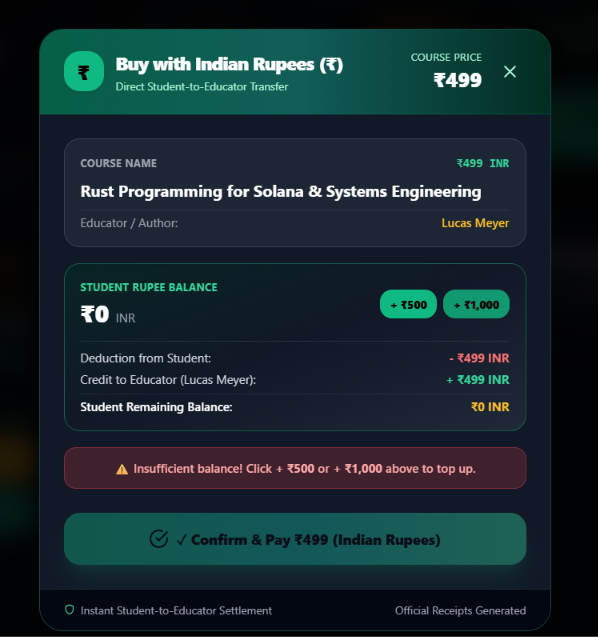 ₹
Buy with Indian Rupees (₹)
Direct Student-to-Educator Transfer
COURSE PRICE
₹499
COURSE NAME
₹499 INR
Rust Programming for Solana & Systems Engineering
Educator / Author:
Lucas Meyer
STUDENT RUPEE BALANCE
₹0 INR
+ ₹500
+ ₹1,000
Deduction from Student:
- ₹499 INR
Credit to Educator (Lucas Meyer):
+ ₹499 INR
Student Remaining Balance:
₹0 INR
⚠ Insufficient balance! Click + ₹500 or + ₹1,000 above to top up.
✓ Confirm & Pay ₹499 (Indian Rupees)
Instant Student-to-Educator Settlement
Official Receipts Generated